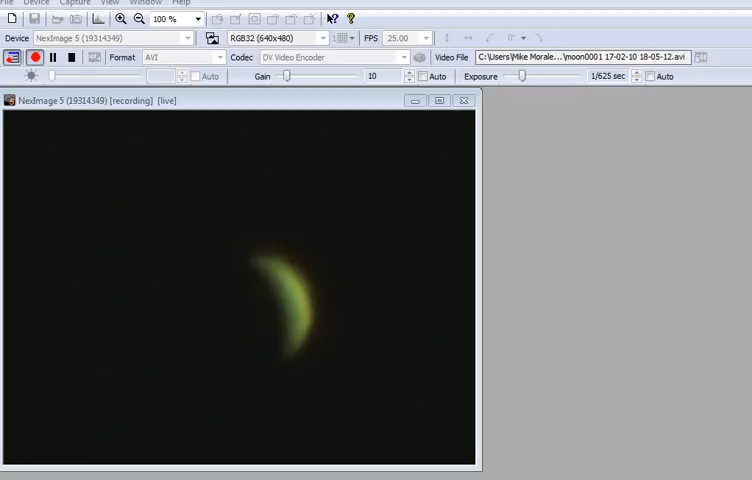 File Device Capture View Window Help
100 %
Device NexImage 5 (19314349) RGB32 (640x480) FPS 25.00 0°
Format AVI Codec DV Video Encoder Video File C:\Users\Mike Morale...\moon0001 17-02-10 18-05-12.avi
Auto Gain 10 Auto Exposure 1/625 sec Auto
NexImage 5 (19314349) [recording] [live]